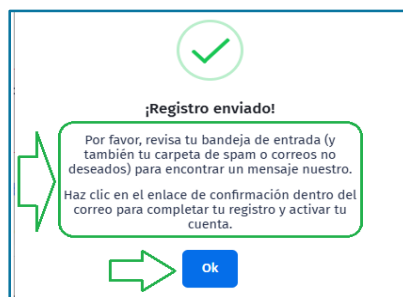 ¡Registro enviado!
Por favor, revisa tu bandeja de entrada (y
también tu carpeta de spam o correos no
deseados) para encontrar un mensaje nuestro.
Haz clic en el enlace de confirmación dentro del
correo para completar tu registro y activar tu
cuenta.
Ok